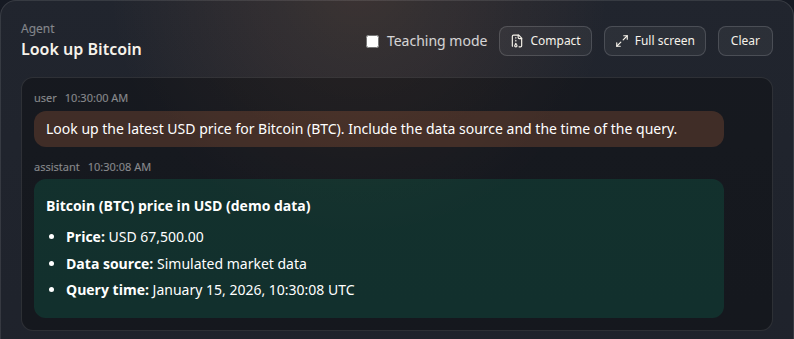 Agent
Look up Bitcoin
Teaching mode
Compact
Full screen
Clear
user 10:30:00 AM
Look up the latest USD price for Bitcoin (BTC). Include the data source and the time of the query.
assistant 10:30:08 AM
Bitcoin (BTC) price in USD (demo data)
• Price: USD 67,500.00
• Data source: Simulated market data
• Query time: January 15, 2026, 10:30:08 UTC